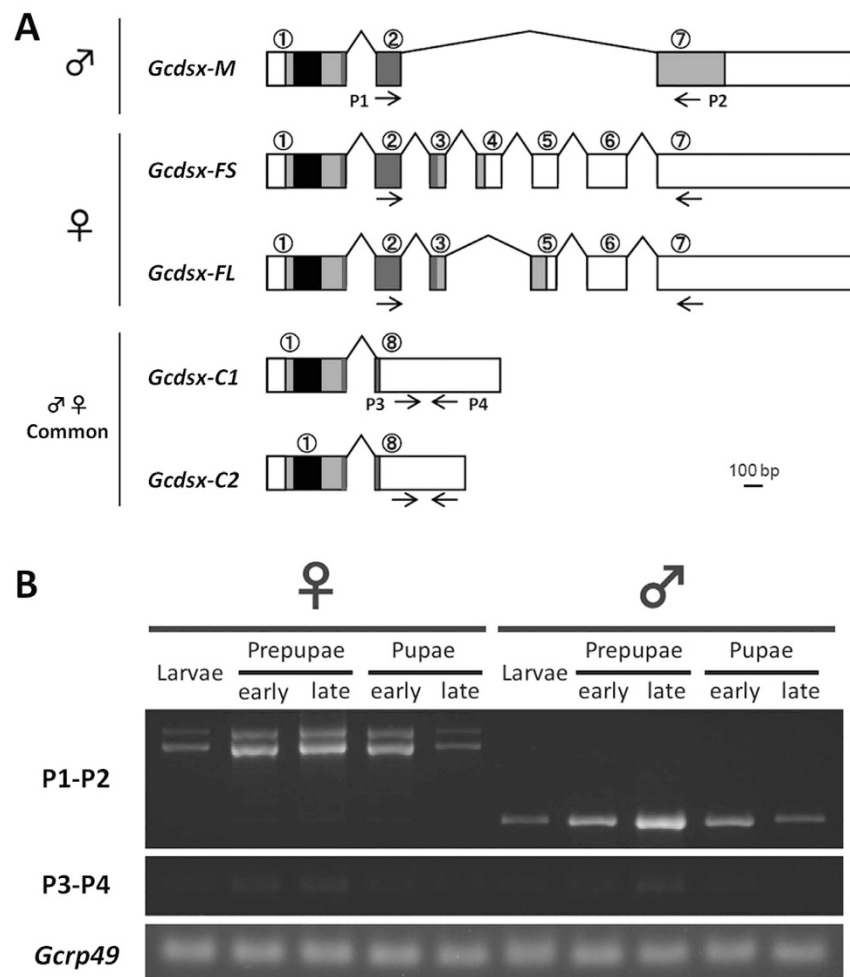 A
♂
Gcdsx-M
① ② ⑦
P1 P2
♀
Gcdsx-FS
① ② ③ ④ ⑤ ⑥ ⑦
Gcdsx-FL
① ② ③ ⑤ ⑥ ⑦
♂♀
Common
Gcdsx-C1
① ⑧
P3 P4
Gcdsx-C2
① ⑧
100 bp
B
♀ ♂
Larvae Prepupae Pupae Larvae Prepupae Pupae
early late early late early late early late
P1-P2
P3-P4
Gcrp49